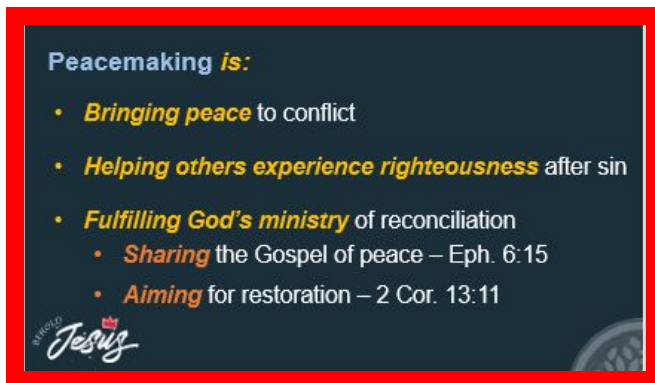 Peacemaking is:
• Bringing peace to conflict
• Helping others experience righteousness after sin
• Fulfilling God's ministry of reconciliation
• Sharing the Gospel of peace – Eph. 6:15
• Aiming for restoration – 2 Cor. 13:11
BEHOLD
Jesus